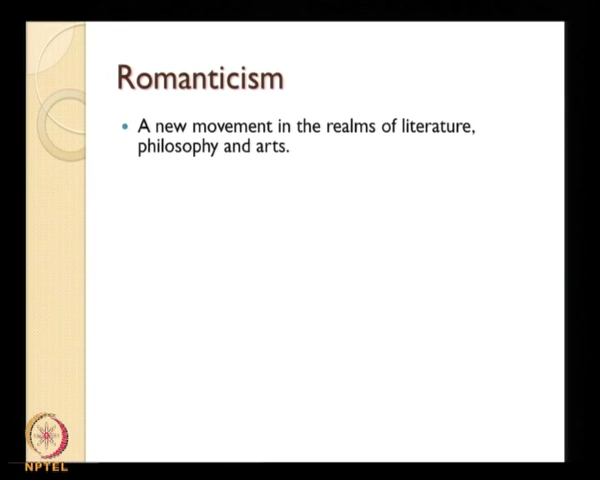 Romanticism
• A new movement in the realms of literature,
philosophy and arts.
NPTEL